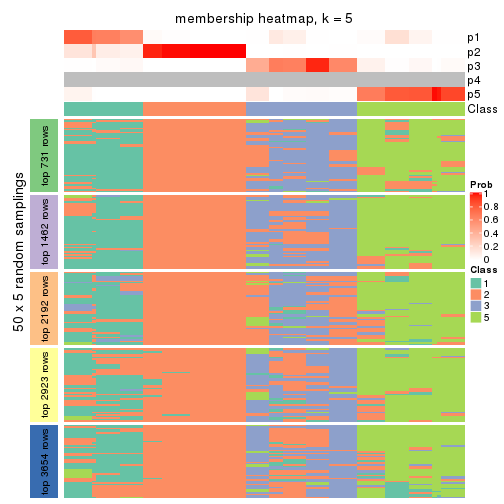 membership heatmap, k = 5
p1
p2
p3
p4
p5
Class
50 x 5 random samplings
top 731 rows
top 1462 rows
top 2192 rows
top 2923 rows
top 3654 rows
Prob
1
0.8
0.6
0.4
0.2
0
Class
1
2
3
5